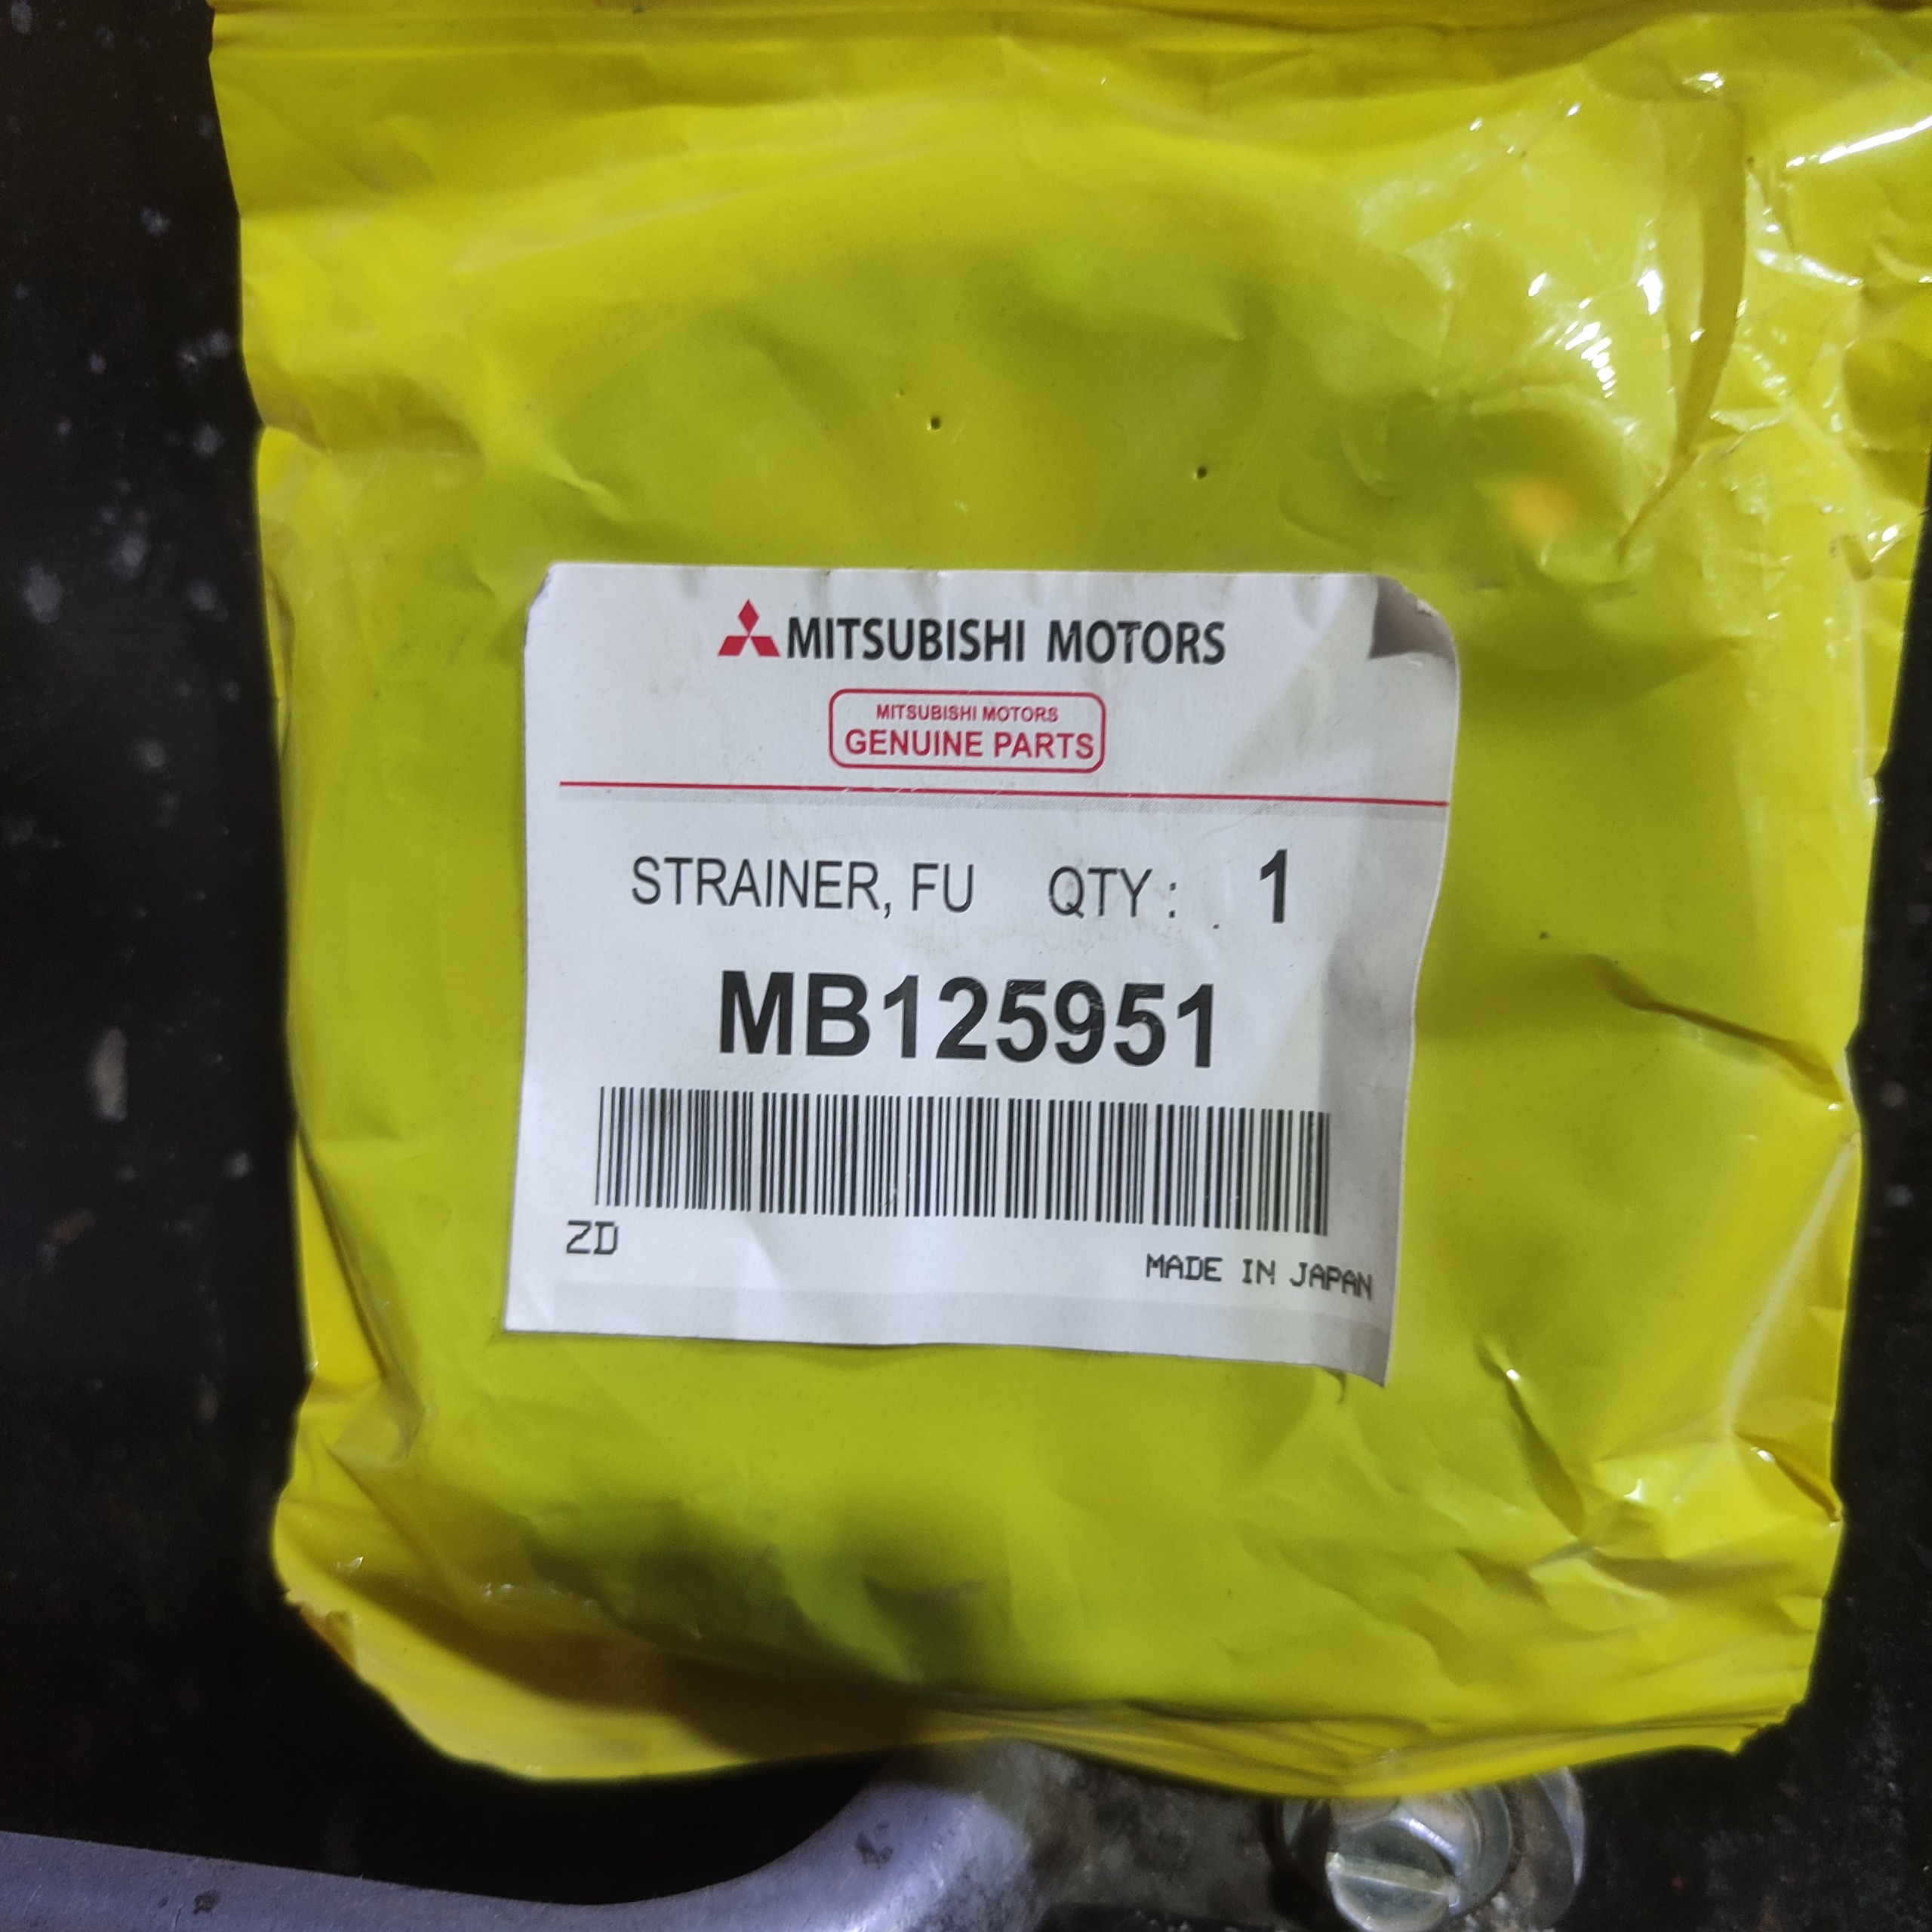 MITSUBISHI MOTORS
MITSUBISHI MOTORS
GENUINE PARTS
STRAINER, FU QTY : 1
MB125951
ZD
MADE IN JAPAN